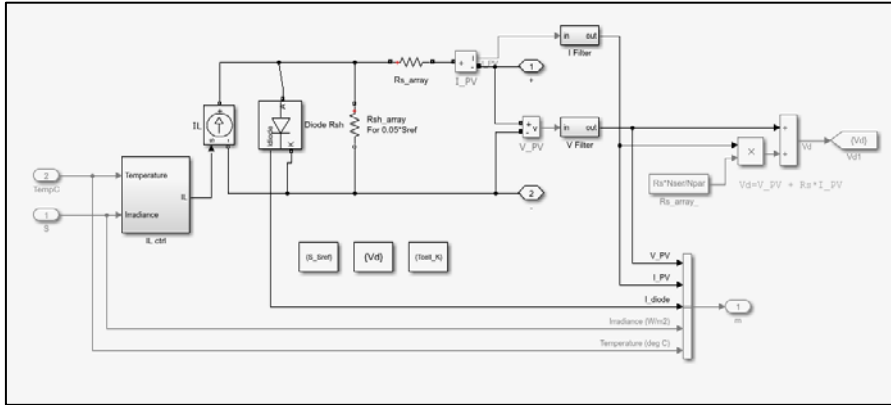 in out
I Filter
1
+
+ i -
I_PV
Rs_array
IL
Diode Rsh
Rsh_array
For 0.05*Sref
Idiode
+ v -
V_PV
in out
V Filter
×
+
+
Vd
{Vd}
Vd1
Rs*Nser/Npar
Rs_array_
Vd=V_PV + Rs*I_PV
2
TempC
Temperature
IL
1
S
Irradiance
IL ctrl
2
-
{S_Sref}
{Vd}
{Tcell_K}
V_PV
I_PV
I_diode
1
m
Irradiance (W/m2)
Temperature (deg C)